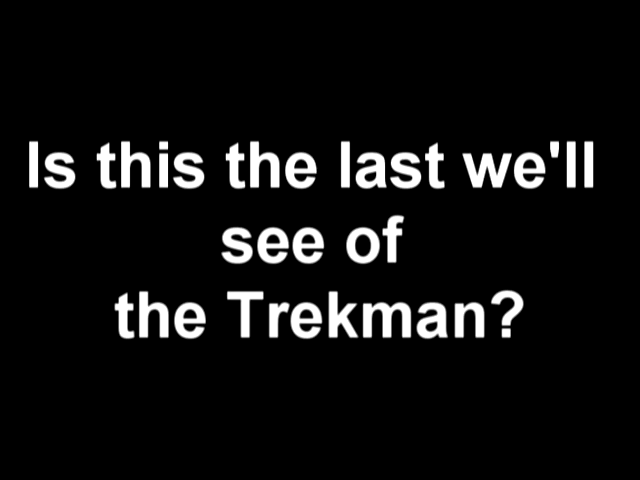 Is this the last we'll
see of
the Trekman?